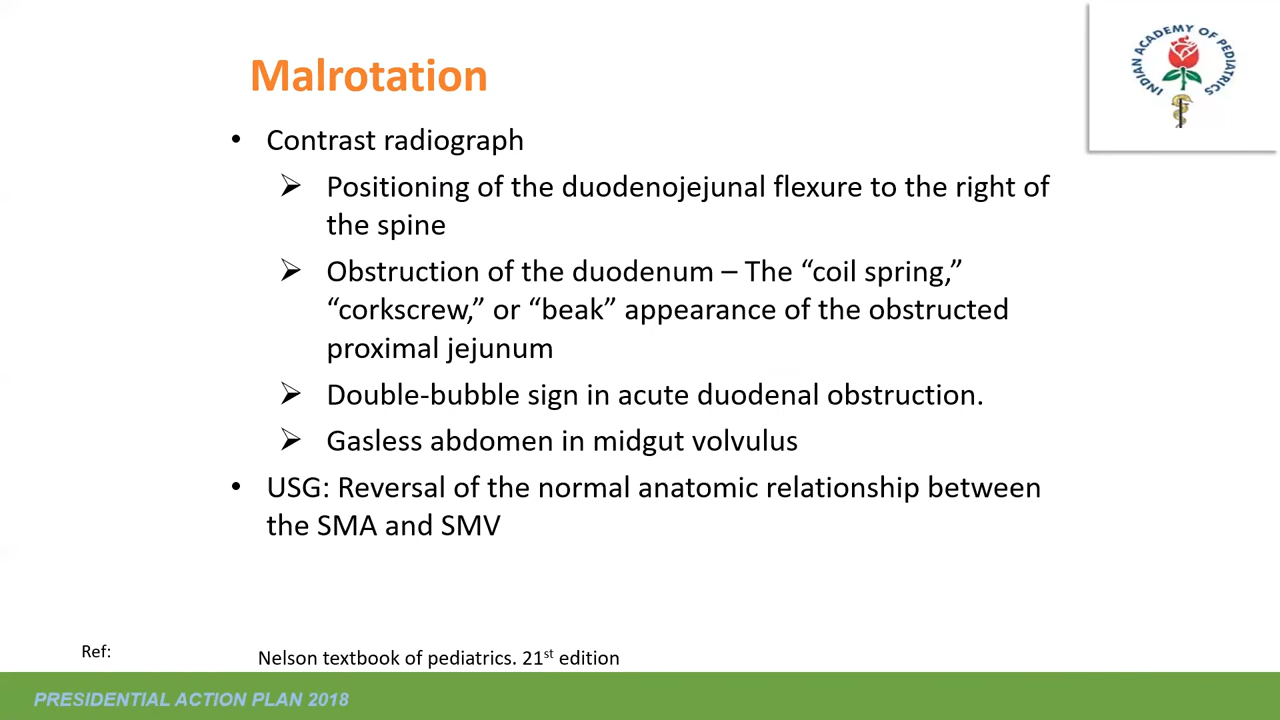 Malrotation
INDIAN ACADEMY OF PEDIATRICS
• Contrast radiograph
➢ Positioning of the duodenojejunal flexure to the right of
the spine
➢ Obstruction of the duodenum – The “coil spring,”
“corkscrew,” or “beak” appearance of the obstructed
proximal jejunum
➢ Double-bubble sign in acute duodenal obstruction.
➢ Gasless abdomen in midgut volvulus
• USG: Reversal of the normal anatomic relationship between
the SMA and SMV
Ref:
Nelson textbook of pediatrics. 21st edition
PRESIDENTIAL ACTION PLAN 2018